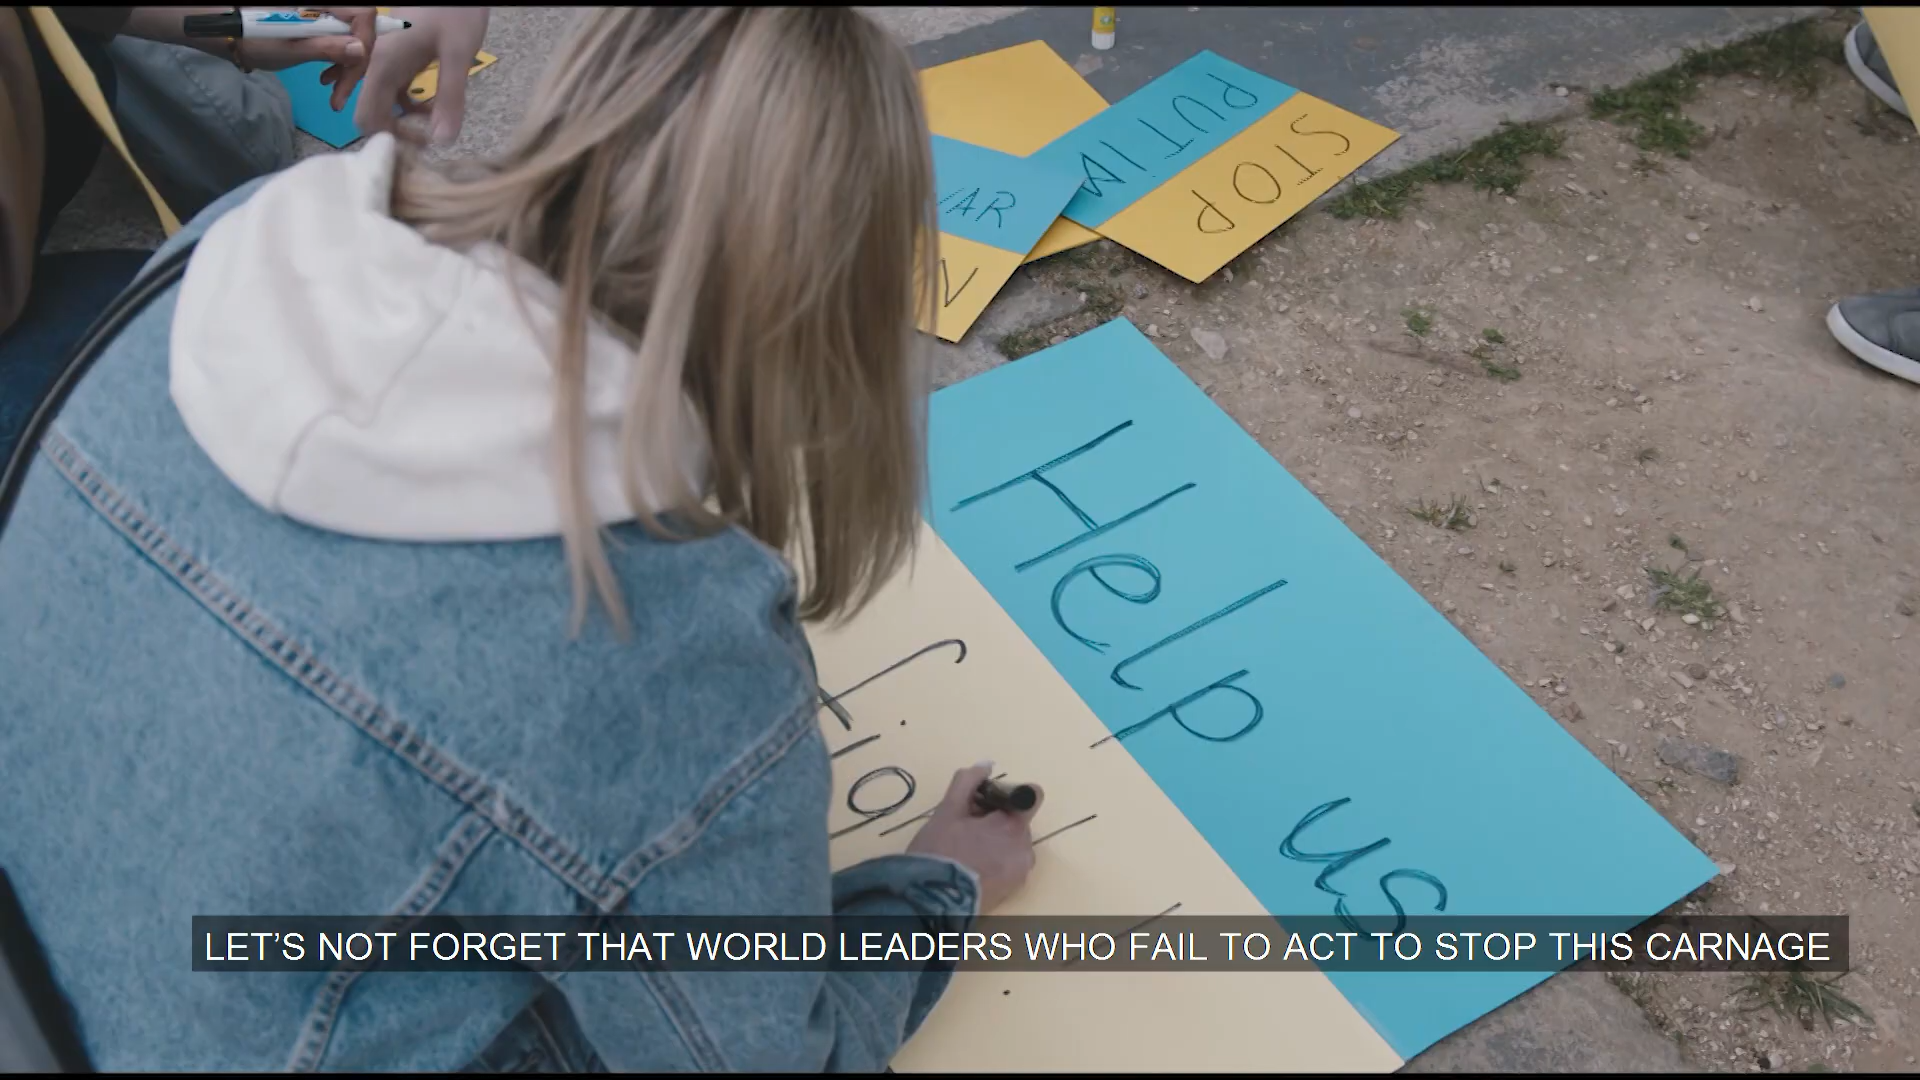 PUTIN
STOP
WAR
Help us
LET'S NOT FORGET THAT WORLD LEADERS WHO FAIL TO ACT TO STOP THIS CARNAGE